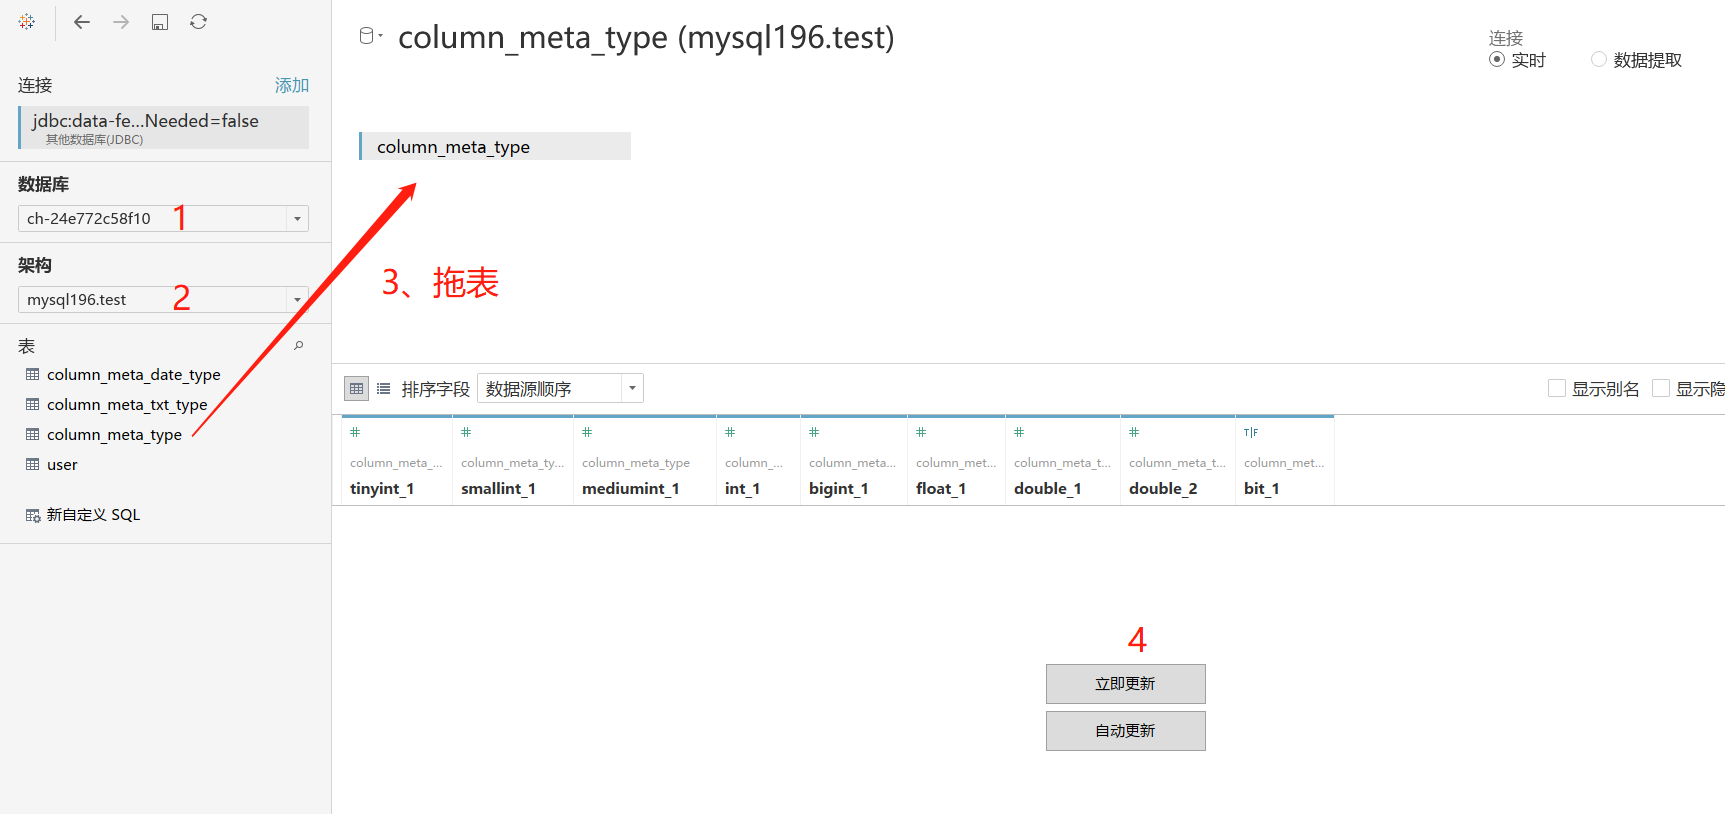 连接
添加
jdbc:data-fe...Needed=false
其他数据库(JDBC)
数据库
ch-24e772c58f10
1
架构
mysql196.test
2
表
column_meta_date_type
column_meta_txt_type
column_meta_type
user
新自定义 SQL
column_meta_type (mysql196.test)
连接
实时
数据提取
column_meta_type
3、拖表
排序字段
数据源顺序
显示别名
显示隐
column_meta_...
tinyint_1
column_meta_ty...
smallint_1
column_meta_type
mediumint_1
column_...
int_1
column_meta...
bigint_1
column_met...
float_1
column_meta_t...
double_1
column_meta_t...
double_2
T|F
column_met...
bit_1
4
立即更新
自动更新